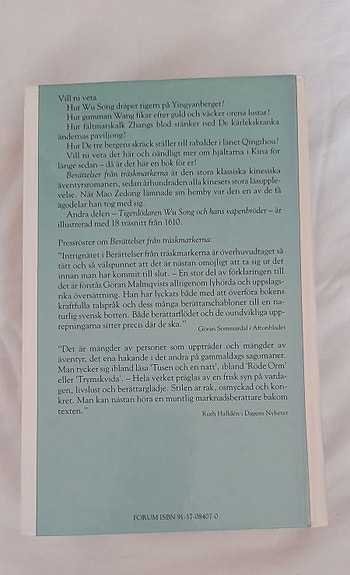 Vill ni veta
Hur Wu Song dräper tigern på Yingyanberget?
Hur gumman Wang fikar efter guld och väcker orena lustar?
Hur fältmarskalk Zhangs blod stänker ned De kärlekskranka
ändernas paviljong?
Hur De tre bergens skräck ställer till rabalder i länet Qingzhou?
Vill ni veta det här och oändligt mer om hjältarna i Kina för
länge sedan – då är det här en bok för er!
Berättelser från träskmarkerna är den stora klassiska kinesiska
äventyrsromanen, sedan århundraden alla kinesers stora läsupple-
velse. När Mao Zedong lämnade sin hemby var den en av de få
ägodelar han tog med sig.
Andra delen – Tigerdödaren Wu Song och hans vapenbröder – är
illustrerad med 18 träsnitt från 1610.
Pressröster om Berättelser från träskmarkerna:
"Intrignätet i Berättelser från träskmarkerna är överhuvudtaget så
tätt och så välspunnet att det är nästan omöjligt att ta sig ur det
innan man har kommit till slut. – En stor del av förklaringen till
det är förstås Göran Malmqvists alltigenom lyhörda och uppslags-
rika översättning. Han har lyckats både med att överföra bokens
kraftfulla talspråk och dess många berättarschabloner till en na-
turlig svensk botten. Både berättarflödet och de oundvikliga upp-
repningarna sitter precis där de ska."
Göran Sommardal i Aftonbladet
"Det är mängder av personer som uppträder och mängder av
äventyr, det ena hakande i det andra på gammaldags sagomaner.
Man tycker sig ibland läsa 'Tusen och en natt', ibland 'Röde Orm'
eller 'Trymskvida'. – Hela verket präglas av en frisk syn på varda-
gen, livslust och berättarglädje. Stilen är rak, osmyckad och kon-
kret. Man kan nästan höra en muntlig marknadsberättare bakom
texten."
Ruth Halldén i Dagens Nyheter
FORUM ISBN 91-37-08407-0